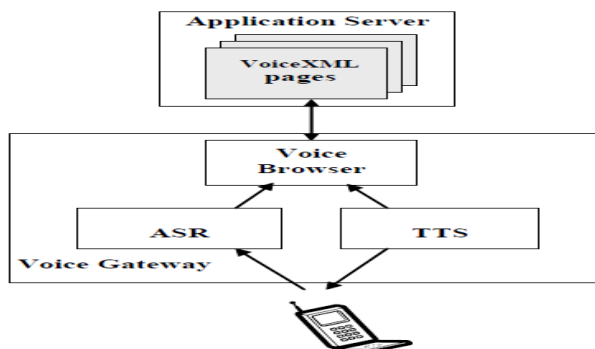 Application Server
VoiceXML
pages
Voice
Browser
ASR
TTS
Voice Gateway